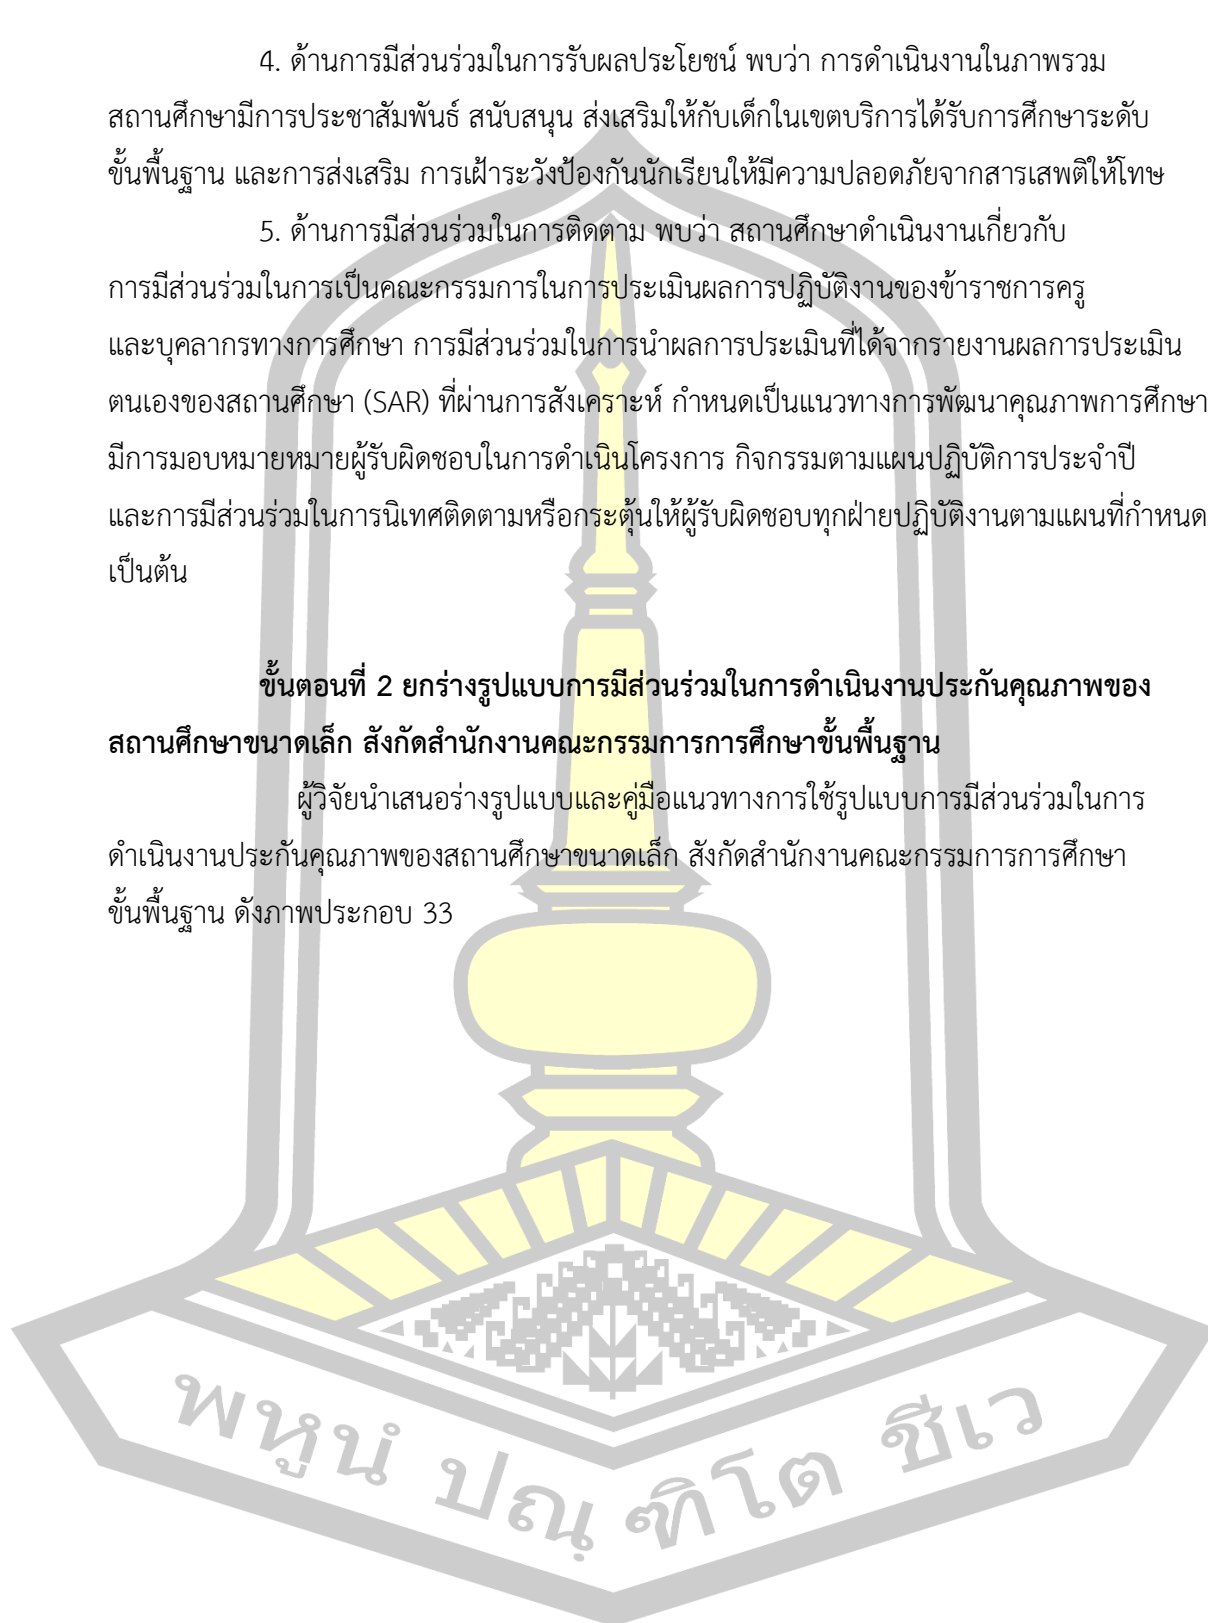 4. ด้านการมีส่วนร่วมในการรับผลประโยชน์ พบว่า การดำเนินงานในภาพรวม
สถานศึกษามีการประชาสัมพันธ์ สนับสนุน ส่งเสริมให้กับเด็กในเขตบริการได้รับการศึกษาระดับ
ขั้นพื้นฐาน และการส่งเสริม การเฝ้าระวังป้องกันนักเรียนให้มีความปลอดภัยจากสารเสพติให้โทษ
5. ด้านการมีส่วนร่วมในการติดตาม พบว่า สถานศึกษาดำเนินงานเกี่ยวกับ
การมีส่วนร่วมในการเป็นคณะกรรมการในการประเมินผลการปฏิบัติงานของข้าราชการครู
และบุคลากรทางการศึกษา การมีส่วนร่วมในการนำผลการประเมินที่ได้จากรายงานผลการประเมิน
ตนเองของสถานศึกษา (SAR) ที่ผ่านการสังเคราะห์ กำหนดเป็นแนวทางการพัฒนาคุณภาพการศึกษา
มีการมอบหมายหมายผู้รับผิดชอบในการดำเนินโครงการ กิจกรรมตามแผนปฏิบัติการประจำปี
และการมีส่วนร่วมในการนิเทศติดตามหรือกระตุ้นให้ผู้รับผิดชอบทุกฝ่ายปฏิบัติงานตามแผนที่กำหนด
เป็นต้น
ขั้นตอนที่ 2 ยกร่างรูปแบบการมีส่วนร่วมในการดำเนินงานประกันคุณภาพของ
สถานศึกษาขนาดเล็ก สังกัดสำนักงานคณะกรรมการการศึกษาขั้นพื้นฐาน
ผู้วิจัยนำเสนอร่างรูปแบบและคู่มือแนวทางการใช้รูปแบบการมีส่วนร่วมในการ
ดำเนินงานประกันคุณภาพของสถานศึกษาขนาดเล็ก สังกัดสำนักงานคณะกรรมการการศึกษา
ขั้นพื้นฐาน ดังภาพประกอบ 33
พหูนํ ปณฺฑิโต ชีเว